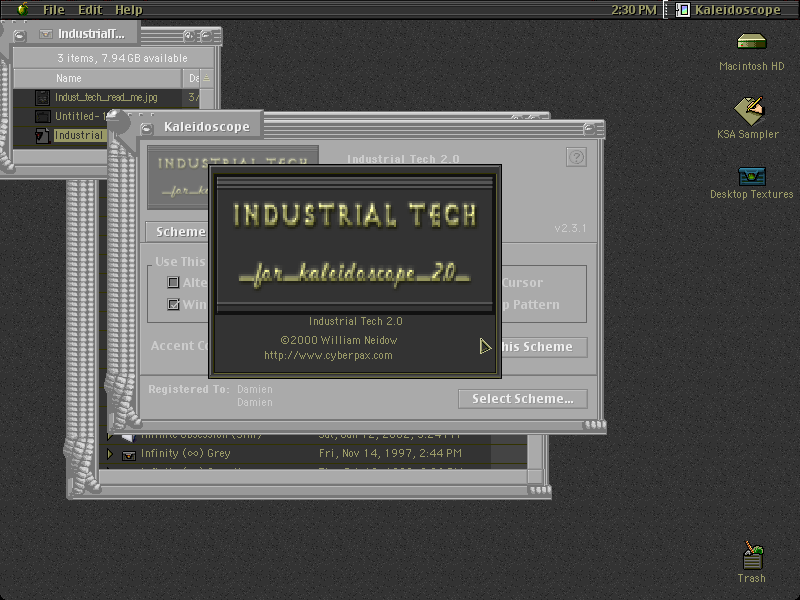 File Edit Help
2:30 PM
Kaleidoscope
IndustrialT...
3 items, 7.94 GB available
Name
Da
Indust_tech_read_me.jpg
3/
Untitled-1
Industrial
Macintosh HD
KSA Sampler
Desktop Textures
Trash
Kaleidoscope
INDUSTRIAL TECH
Industrial Tech 2.0
Scheme
v2.3.1
Use This
Cursor
Win
Pattern
Accent
his Scheme
Registered To: Damien
Damien
Select Scheme...
INDUSTRIAL TECH
_for_kaleidoscope_2.0_
Industrial Tech 2.0
©2000 William Neidow
http://www.cyberpax.com
Infinity (∞) Grey
Fri, Nov 14, 1997, 2:44 PM